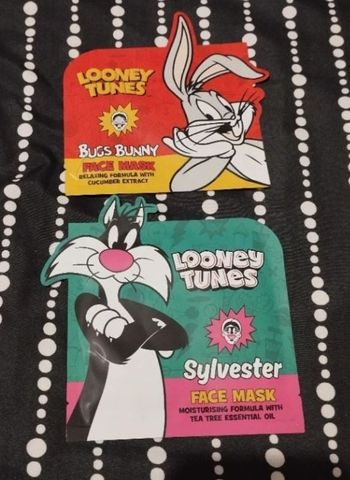 LOONEY
TUNES
BUGS BUNNY
FACE MASK
RELAXING FORMULA WITH
CUCUMBER EXTRACT
LOONEY
TUNES
Sylvester
FACE MASK
MOISTURISING FORMULA WITH
TEA TREE ESSENTIAL OIL